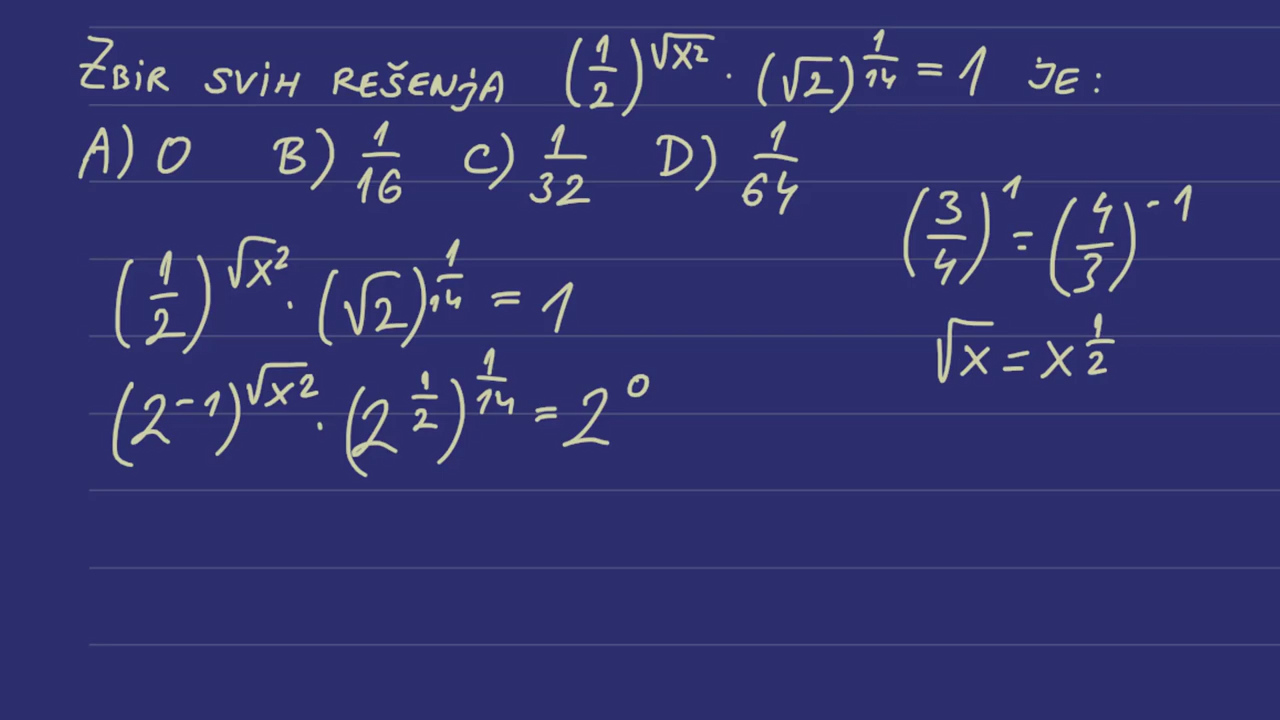 ZBIR SVIH REŠENJA (1/2)^√x² · (√2)^1/14 = 1 JE:
A) 0 B) 1/16 C) 1/32 D) 1/64
(3/4)^1 = (4/3)^-1
(1/2)^√x² · (√2)^1/14 = 1
√x = x^1/2
(2^-1)^√x² · (2^1/2)^1/14 = 2^0